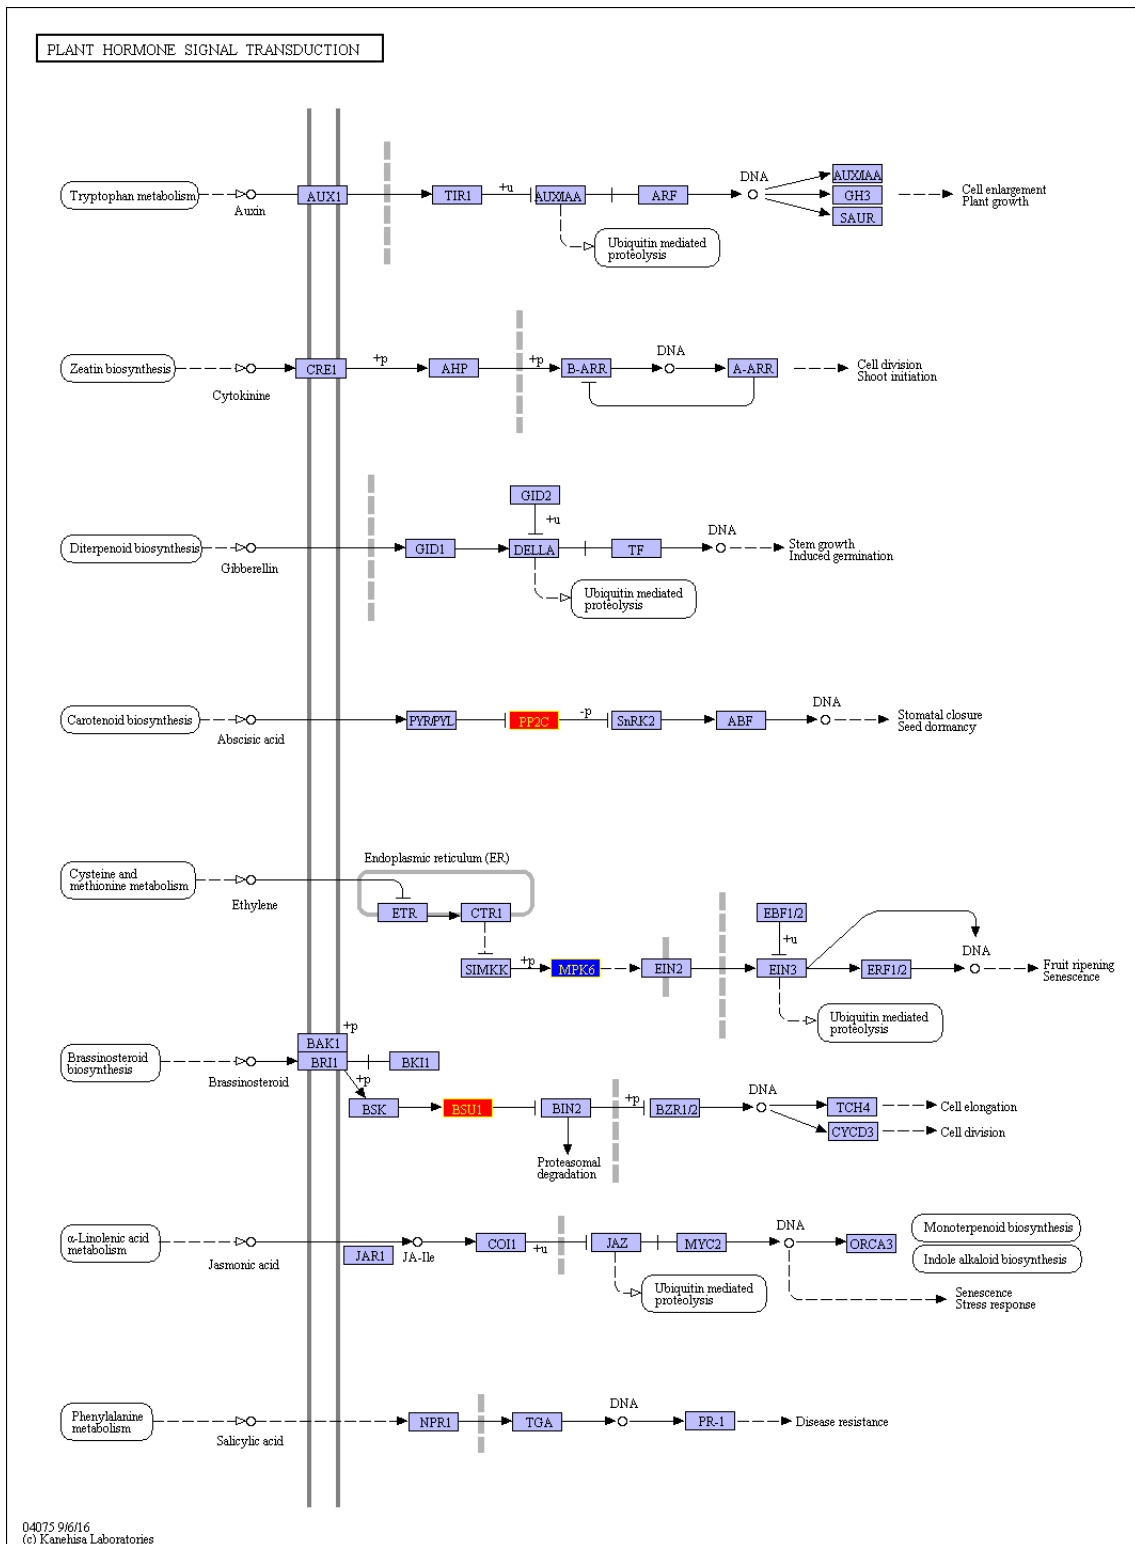 PLANT HORMONE SIGNAL TRANSDUCTION
Tryptophan metabolism
Auxin
AUX1
TIR1
+u
AUX/IAA
ARF
DNA
AUX/IAA
GH3
SAUR
Cell enlargement
Plant growth
Ubiquitin mediated
proteolysis
Zeatin biosynthesis
Cytokinine
CRE1
+p
AHP
+p
B-ARR
DNA
A-ARR
Cell division
Shoot initiation
GID2
+u
Diterpenoid biosynthesis
Gibberellin
GID1
DELLA
TF
DNA
Stem growth
Induced germination
Ubiquitin mediated
proteolysis
Carotenoid biosynthesis
Abscisic acid
PYR/PYL
PP2C
-p
SnRK2
ABF
DNA
Stomatal closure
Seed dormancy
Endoplasmic reticulum (ER)
Cysteine and
methionine metabolism
Ethylene
ETR
CTR1
SIMKK
+p
MPK6
EIN2
EBF1/2
+u
EIN3
ERF1/2
DNA
Fruit ripening
Senescence
Ubiquitin mediated
proteolysis
Brassinosteroid
biosynthesis
Brassinosteroid
BAK1
+p
BRI1
BKI1
+p
BSK
BSU1
BIN2
+p
BZR1/2
DNA
TCH4
CYCD3
Cell elongation
Cell division
Proteasomal
degradation
α-Linolenic acid
metabolism
Jasmonic acid
JAR1
JA-Ile
COI1
+u
JAZ
MYC2
DNA
ORCA3
Monoterpenoid biosynthesis
Indole alkaloid biosynthesis
Ubiquitin mediated
proteolysis
Senescence
Stress response
Phenylalanine
metabolism
Salicylic acid
NPR1
TGA
DNA
PR-1
Disease resistance
04075 9/6/16
(c) Kanehisa Laboratories